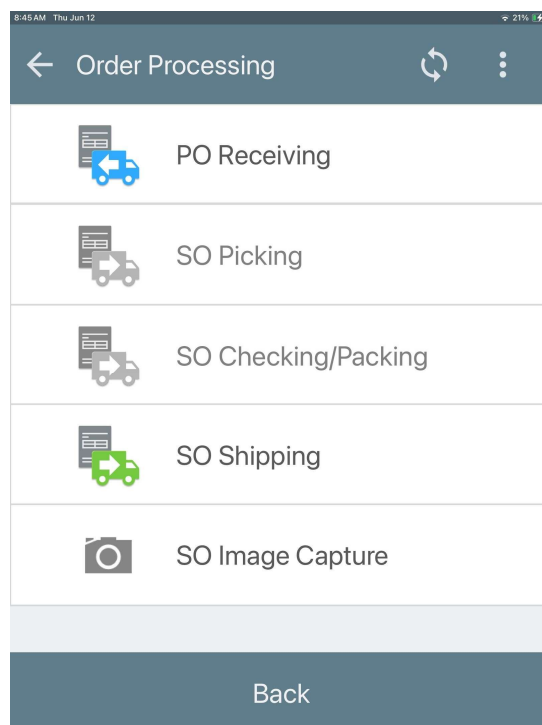 8:45 AM Thu Jun 12
21%
Order Processing
PO Receiving
SO Picking
SO Checking/Packing
SO Shipping
SO Image Capture
Back